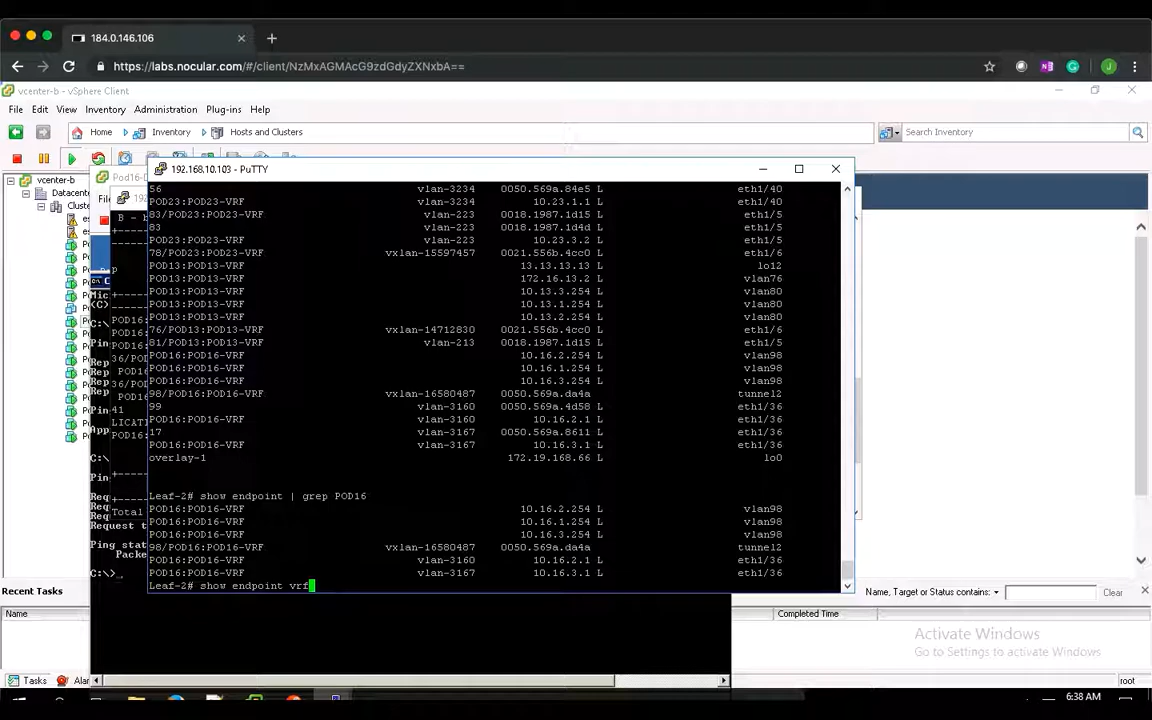 184.0.146.106
https://labs.nocular.com/#/client/NzMxAGMAcG9zdGdyZXNxbA==
vcenter-b - vSphere Client
File Edit View Inventory Administration Plug-ins Help
Home Inventory Hosts and Clusters Search Inventory
192.168.10.103 - PuTTY
vcenter-b
56 vlan-3234 0050.569a.84e5 L eth1/40
POD23:POD23-VRF vlan-3234 10.23.1.1 L eth1/40
83/POD23:POD23-VRF vlan-223 0018.1987.1d15 L eth1/5
83 vlan-223 0018.1987.1d4d L eth1/5
POD23:POD23-VRF vlan-223 10.23.3.2 L eth1/5
78/POD23:POD23-VRF vxlan-15597457 0021.556b.4cc0 L eth1/6
POD13:POD13-VRF 13.13.13.13 L lo12
POD13:POD13-VRF 172.16.13.2 L vlan76
POD13:POD13-VRF 10.13.3.254 L vlan80
POD13:POD13-VRF 10.13.1.254 L vlan80
POD13:POD13-VRF 10.13.2.254 L vlan80
76/POD13:POD13-VRF vxlan-14712830 0021.556b.4cc0 L eth1/6
81/POD13:POD13-VRF vlan-213 0018.1987.1d15 L eth1/5
POD16:POD16-VRF 10.16.2.254 L vlan98
POD16:POD16-VRF 10.16.1.254 L vlan98
POD16:POD16-VRF 10.16.3.254 L vlan98
98/POD16:POD16-VRF vxlan-16580487 0050.569a.da4a L tunnel2
99 vlan-3160 0050.569a.4d58 L eth1/36
POD16:POD16-VRF vlan-3160 10.16.2.1 L eth1/36
17 vlan-3167 0050.569a.8611 L eth1/36
POD16:POD16-VRF vlan-3167 10.16.3.1 L eth1/36
overlay-1 172.19.168.66 L lo0
Leaf-2# show endpoint | grep POD16
POD16:POD16-VRF 10.16.2.254 L vlan98
POD16:POD16-VRF 10.16.1.254 L vlan98
POD16:POD16-VRF 10.16.3.254 L vlan98
98/POD16:POD16-VRF vxlan-16580487 0050.569a.da4a L tunnel2
POD16:POD16-VRF vlan-3160 10.16.2.1 L eth1/36
POD16:POD16-VRF vlan-3167 10.16.3.1 L eth1/36
Leaf-2# show endpoint vrf
Total
Request t
Ping stat
Packe
C:\>_
Recent Tasks Name, Target or Status contains: Clear
Name Completed Time
Activate Windows
Go to Settings to activate Windows.
Tasks root
6:38 AM